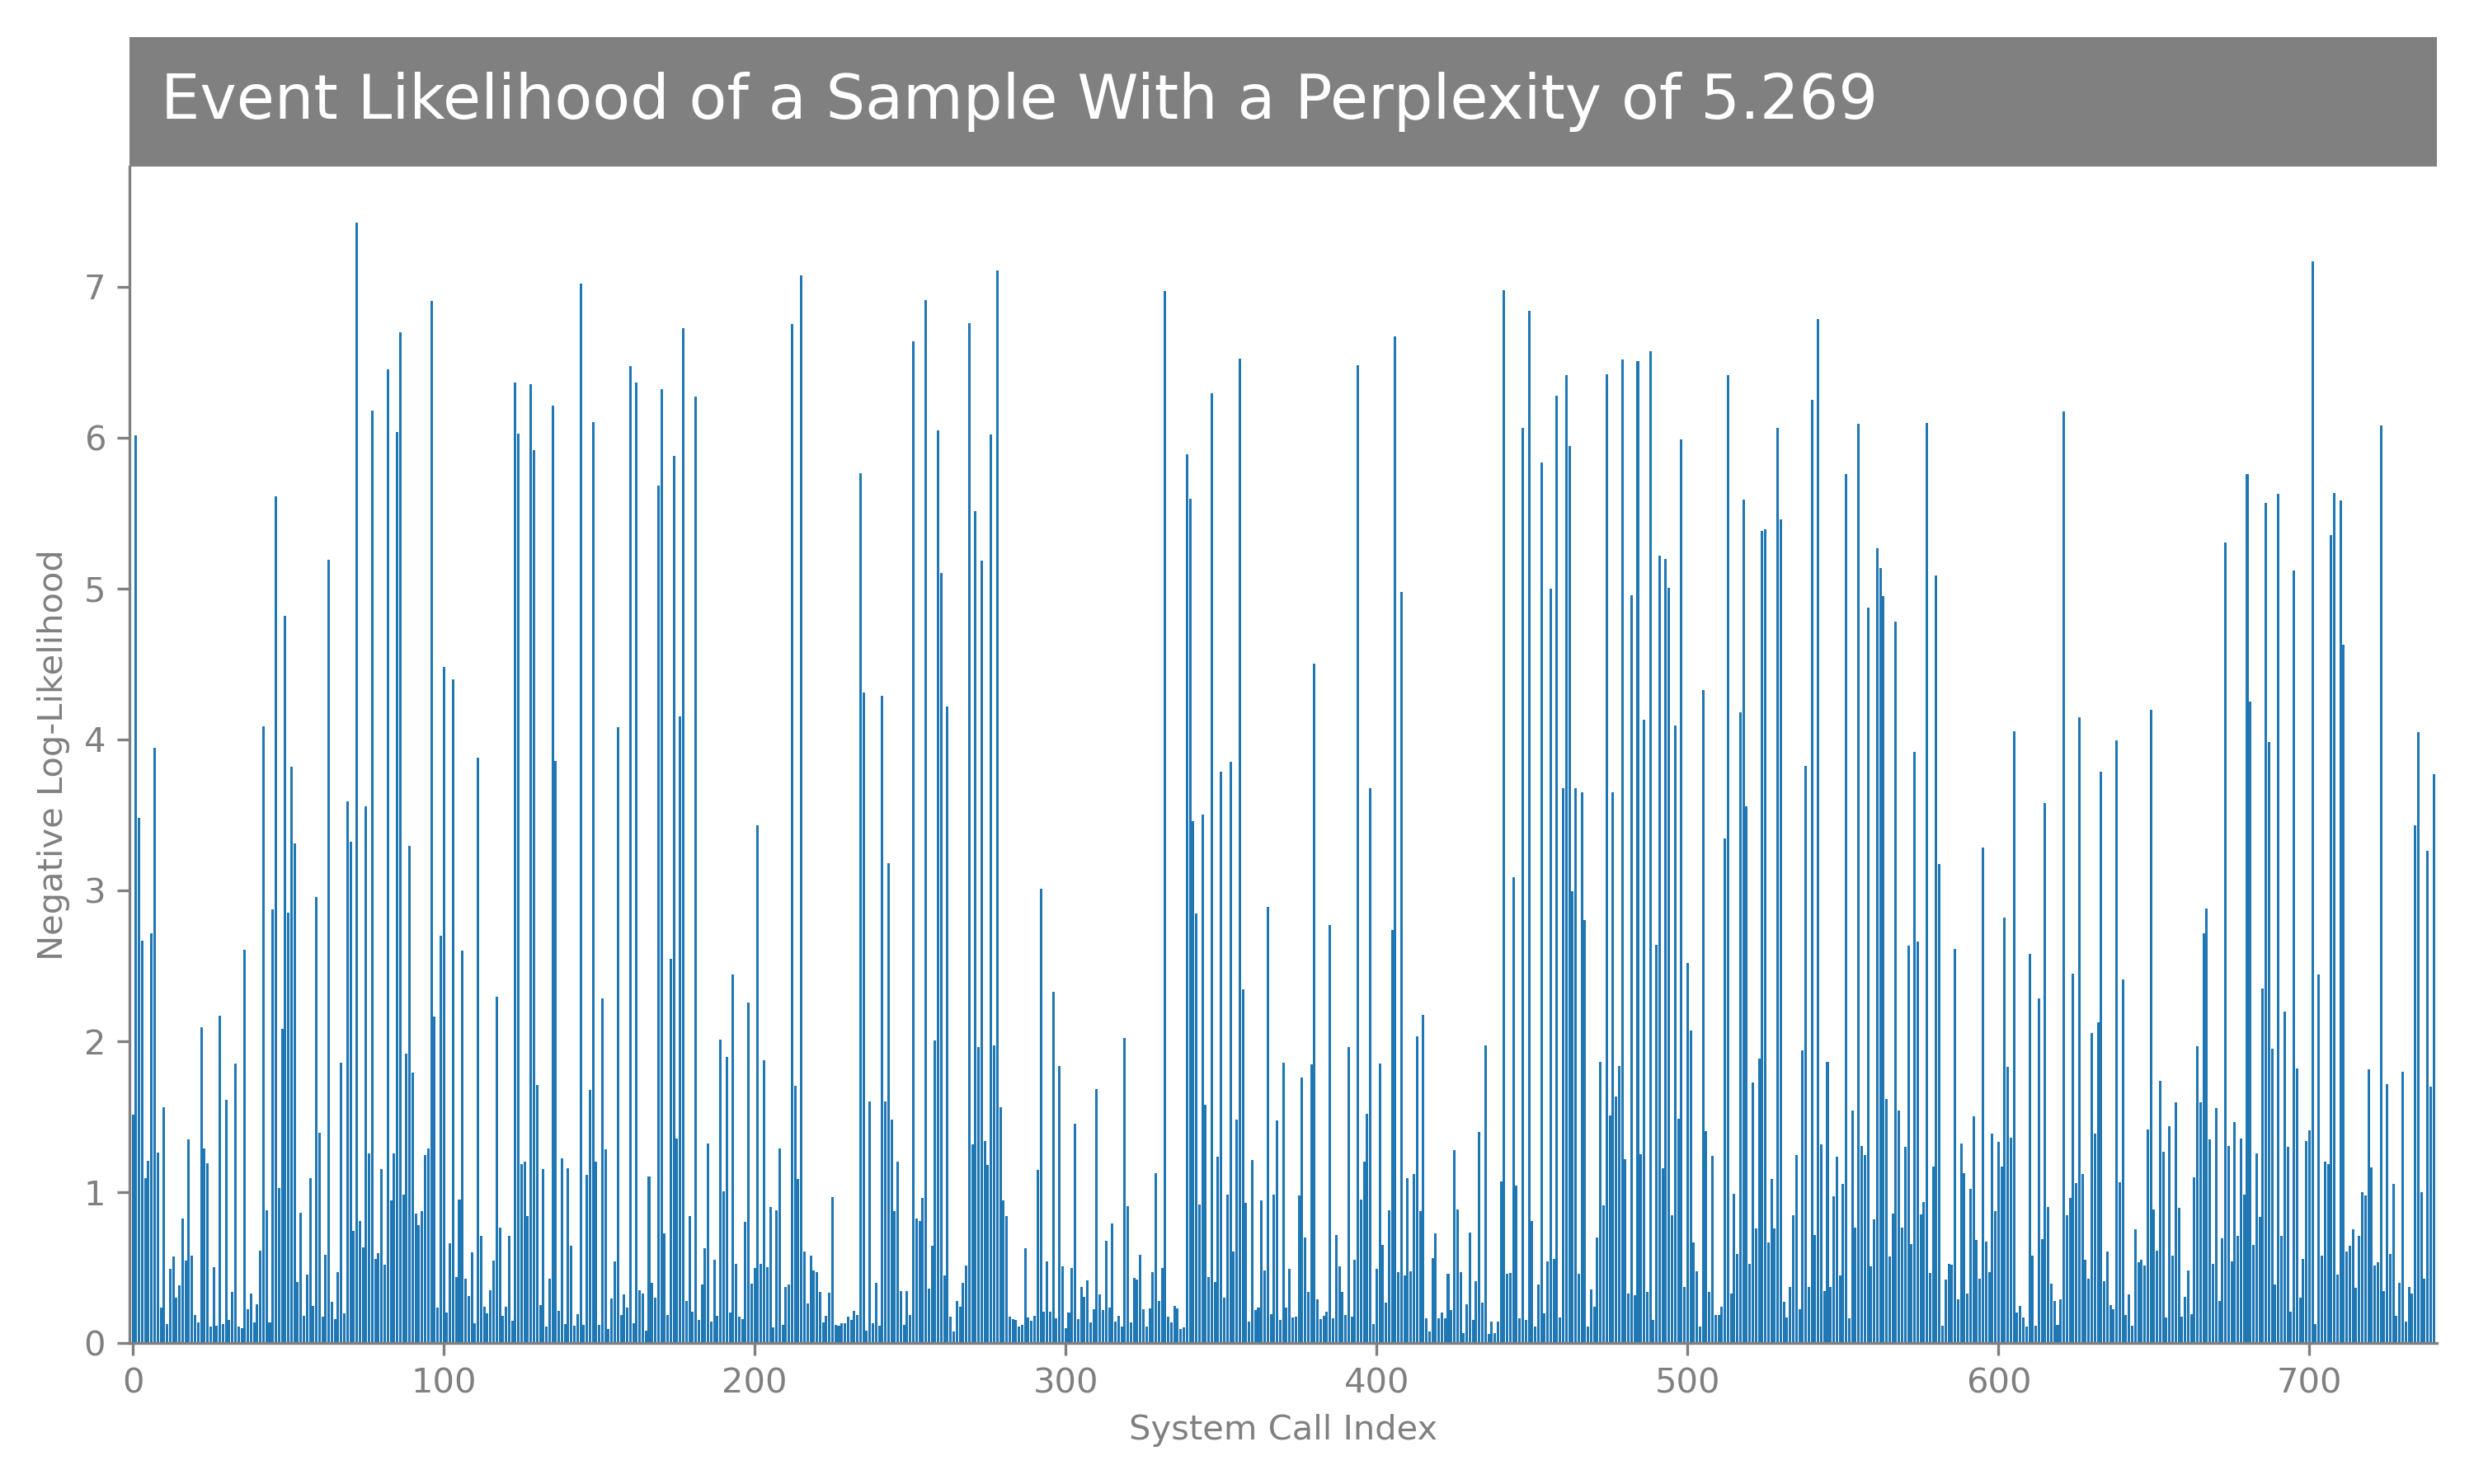 Event Likelihood of a Sample With a Perplexity of 5.269
Negative Log-Likelihood
7
6
5
4
3
2
1
0
0 100 200 300 400 500 600 700
System Call Index